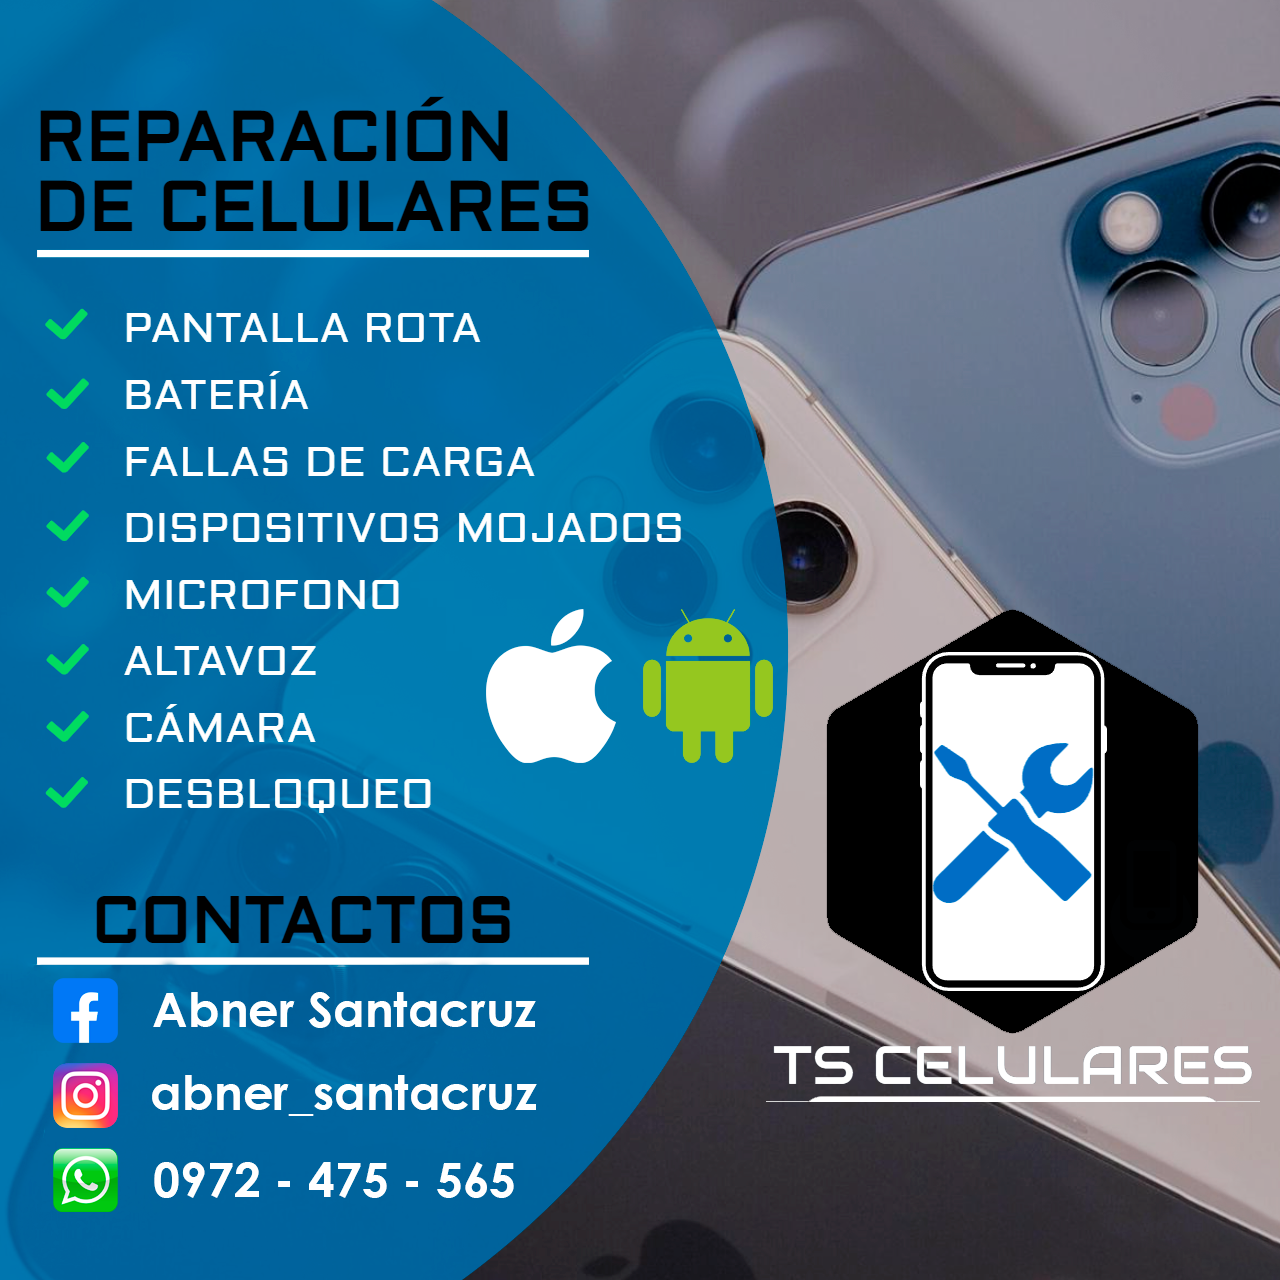 REPARACIÓN
DE CELULARES
PANTALLA ROTA
BATERÍA
FALLAS DE CARGA
DISPOSITIVOS MOJADOS
MICROFONO
ALTAVOZ
CÁMARA
DESBLOQUEO
CONTACTOS
Abner Santacruz
abner_santacruz
0972 - 475 - 565
TS CELULARES